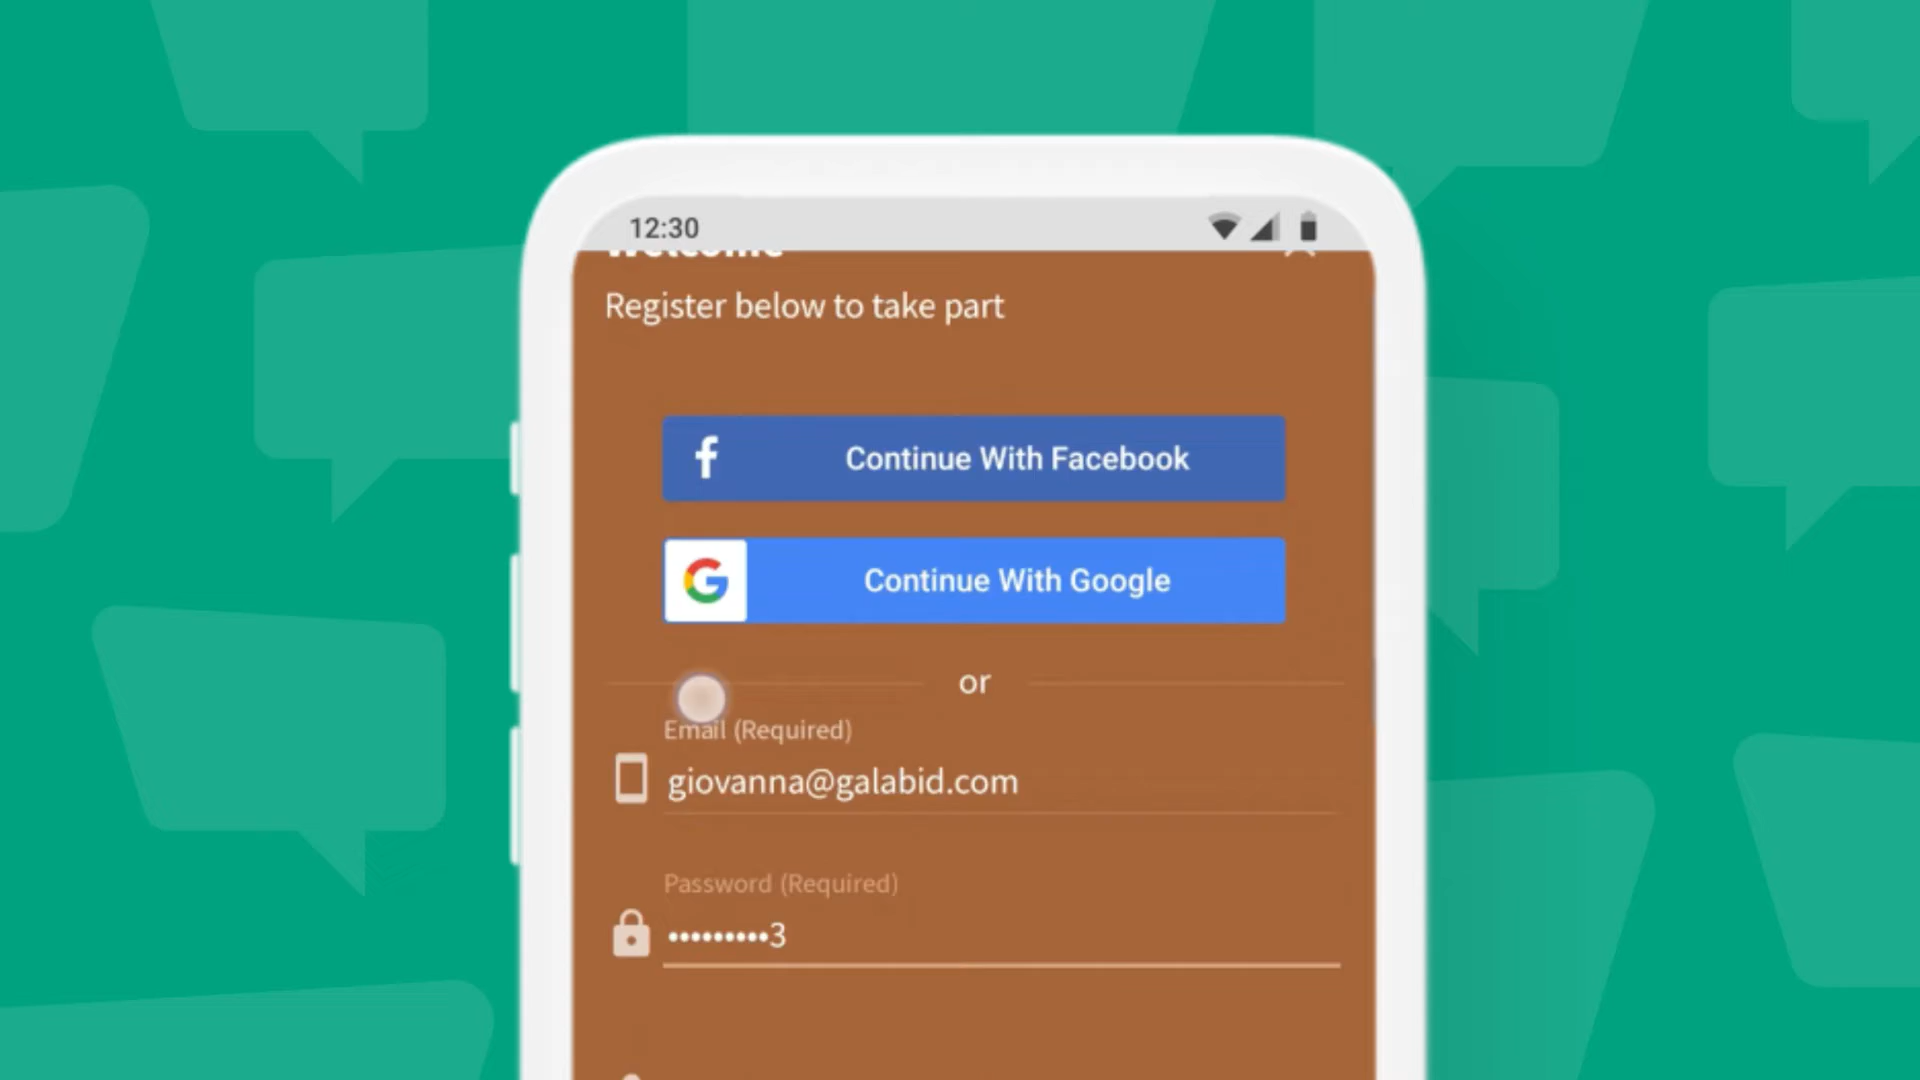 12:30
Welcome
Register below to take part
Continue With Facebook
Continue With Google
or
Email (Required)
giovanna@galabid.com
Password (Required)
•••••••••3